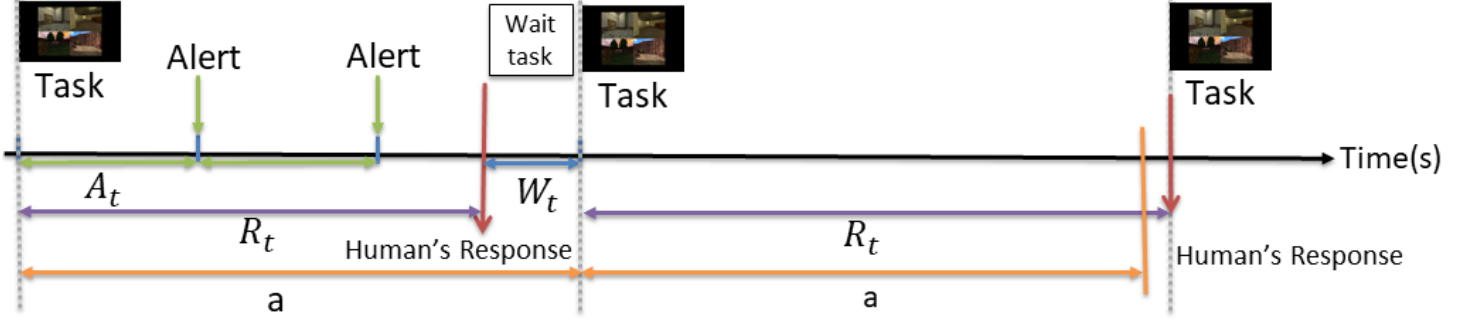 Task
Alert
Alert
Wait
task
Task
Task
Time(s)
A_t
W_t
R_t
R_t
Human's Response
Human's Response
a
a